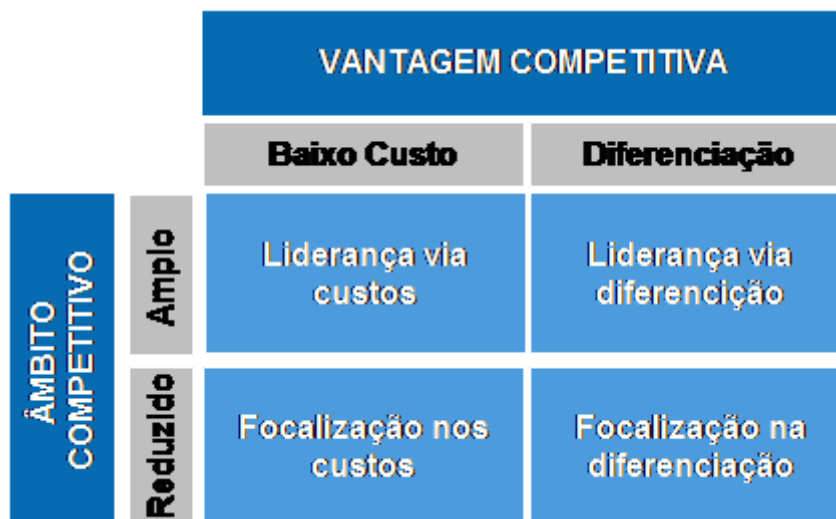 VANTAGEM COMPETITIVA
Baixo Custo
Diferenciação
ÂMBITO
COMPETITIVO
Amplo
Liderança via
custos
Liderança via
diferencição
Reduzido
Focalização nos
custos
Focalização na
diferenciação